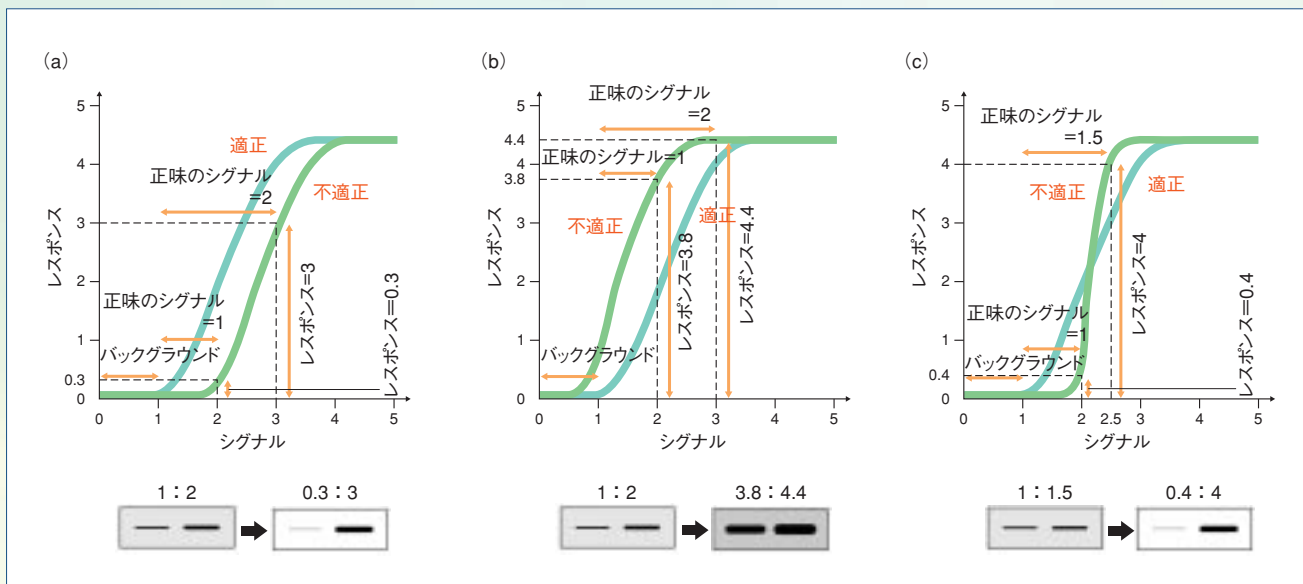 (a)
5
4
3
2
1
0.3
0
レスポンス
適正
正味のシグナル
=2
不適正
正味のシグナル
=1
バックグラウンド
レスポンス=3
レスポンス=0.3
0 1 2 3 4 5
シグナル
1:2
0.3:3
(b)
5
4.4
4
3.8
3
2
1
0
レスポンス
正味のシグナル
=2
正味のシグナル=1
不適正
適正
バックグラウンド
レスポンス=3.8
レスポンス=4.4
0 1 2 3 4 5
シグナル
1:2
3.8:4.4
(c)
5
4
3
2
1
0.4
0
レスポンス
正味のシグナル
=1.5
不適正
適正
正味のシグナル
=1
バックグラウンド
レスポンス=4
レスポンス=0.4
0 1 2 2.5 3 4 5
シグナル
1:1.5
0.4:4